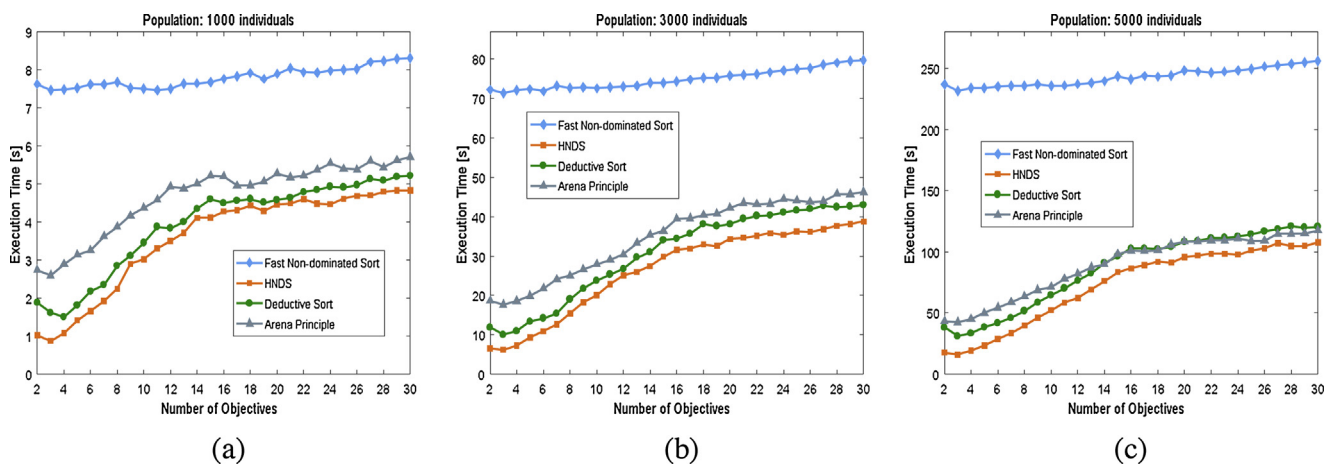 Population: 1000 individuals
Execution Time [s]
9
8
7
6
5
4
3
2
1
0
Fast Non-dominated Sort
HNDS
Deductive Sort
Arena Principle
2 4 6 8 10 12 14 16 18 20 22 24 26 28 30
Number of Objectives
(a)
Population: 3000 individuals
Execution Time [s]
80
70
60
50
40
30
20
10
0
Fast Non-dominated Sort
HNDS
Deductive Sort
Arena Principle
2 4 6 8 10 12 14 16 18 20 22 24 26 28 30
Number of Objectives
(b)
Population: 5000 individuals
Execution Time [s]
250
200
150
100
50
0
Fast Non-dominated Sort
HNDS
Deductive Sort
Arena Principle
2 4 6 8 10 12 14 16 18 20 22 24 26 28 30
Number of Objectives
(c)